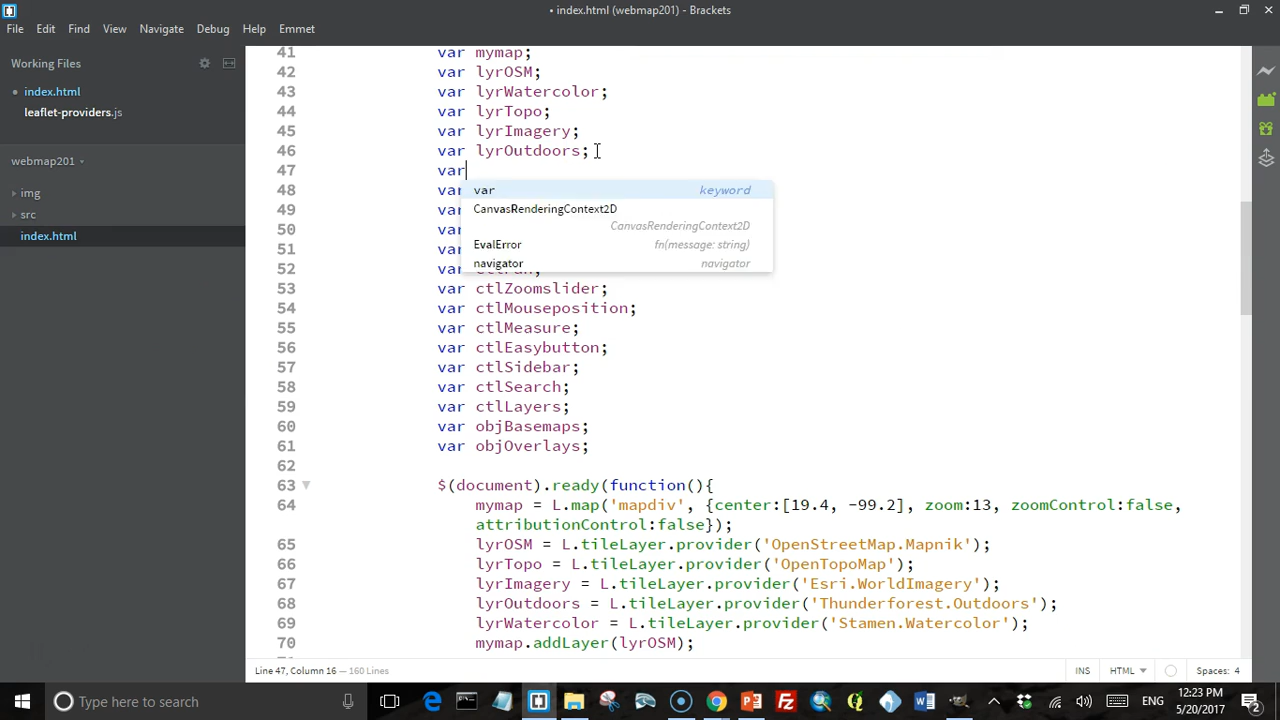 • index.html (webmap201) - Brackets
File Edit Find View Navigate Debug Help Emmet
Working Files
index.html
leaflet-providers.js
webmap201
img
src
index.html
41 var mymap;
42 var lyrOSM;
43 var lyrWatercolor;
44 var lyrTopo;
45 var lyrImagery;
46 var lyrOutdoors;
47 var
48 var
49 var
50 var
51 var
52
53 var ctlZoomslider;
54 var ctlMouseposition;
55 var ctlMeasure;
56 var ctlEasybutton;
57 var ctlSidebar;
58 var ctlSearch;
59 var ctlLayers;
60 var objBasemaps;
61 var objOverlays;
62
63 $(document).ready(function(){
64 mymap = L.map('mapdiv', {center:[19.4, -99.2], zoom:13, zoomControl:false,
attributionControl:false});
65 lyrOSM = L.tileLayer.provider('OpenStreetMap.Mapnik');
66 lyrTopo = L.tileLayer.provider('OpenTopoMap');
67 lyrImagery = L.tileLayer.provider('Esri.WorldImagery');
68 lyrOutdoors = L.tileLayer.provider('Thunderforest.Outdoors');
69 lyrWatercolor = L.tileLayer.provider('Stamen.Watercolor');
70 mymap.addLayer(lyrOSM);
var keyword
CanvasRenderingContext2D
CanvasRenderingContext2D
EvalError fn(message: string)
navigator navigator
Line 47, Column 16 — 160 Lines
INS HTML Spaces: 4
Type here to search
ENG
12:23 PM
5/20/2017
2